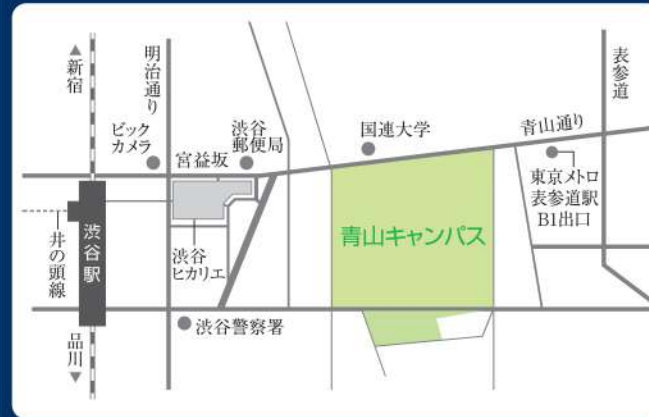 ▲新宿
明治通り
表参道
ビック
カメラ
宮益坂
渋谷
郵便局
国連大学
青山通り
東京メトロ
表参道駅
B1出口
青山キャンパス
渋谷
ヒカリエ
渋谷駅
井の頭線
渋谷警察署
品川▼